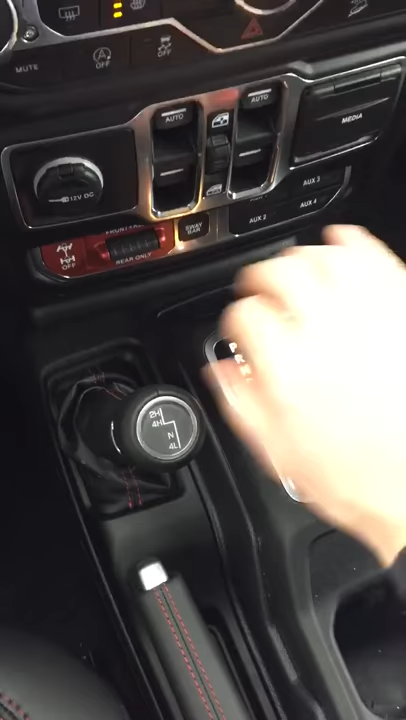 MUTE
OFF
OFF
AUTO
AUTO
MEDIA
12V DC
AUX 3
AUX 2
AUX 4
SWAY BAR
OFF
REAR ONLY
P
R
2H
4H
N
4L